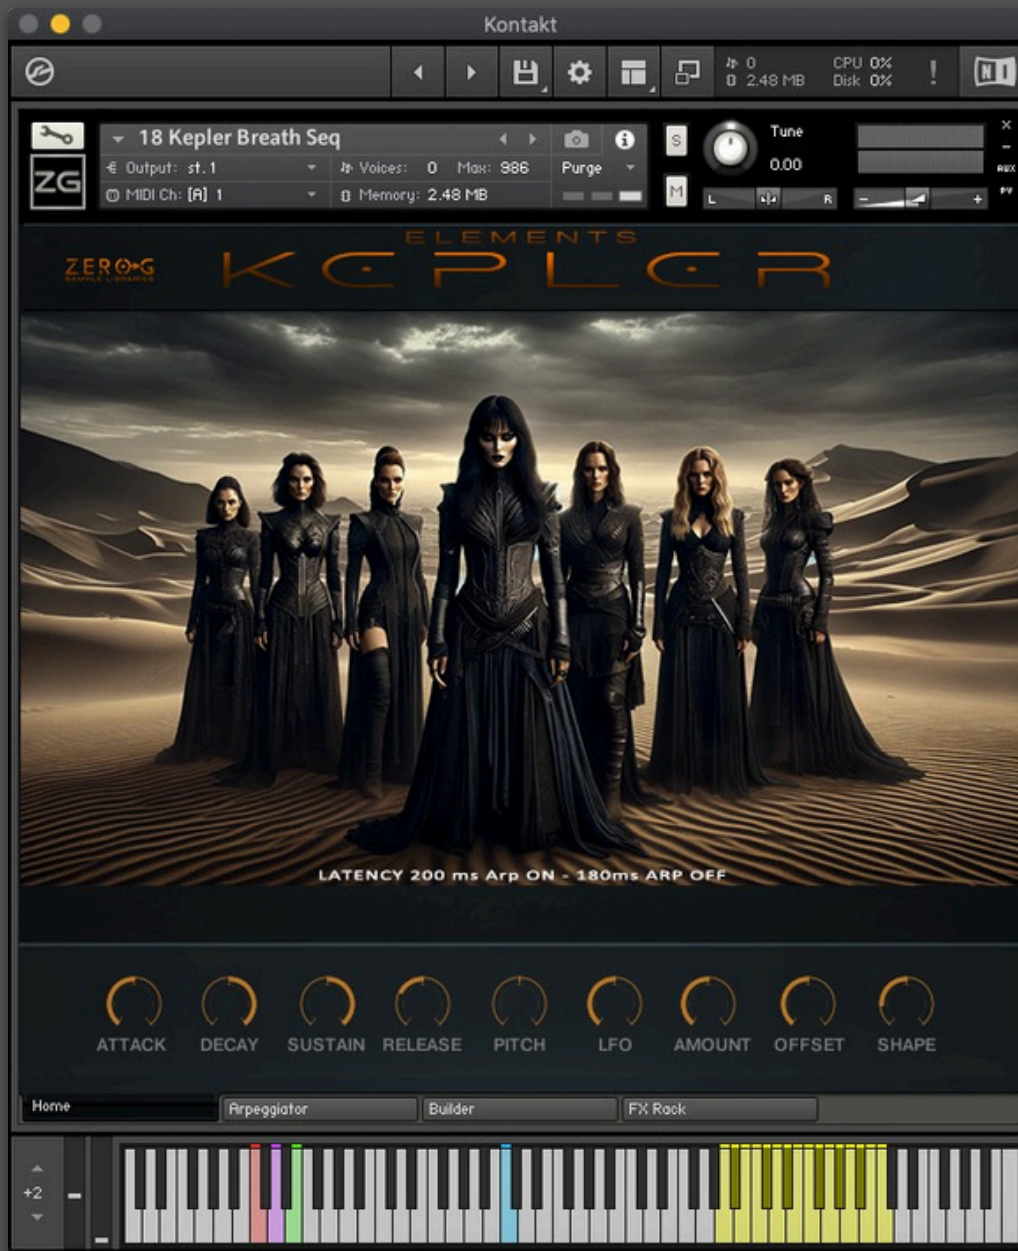 Kontakt
0 CPU 0%
2.48 MB Disk 0% ! NI
18 Kepler Breath Seq
S Tune x
Output: st.1 Voices: 0 Max: 986 Purge 0.00
AUX
ZG
MIDI Ch: [A] 1 Memory: 2.48 MB M L R - + PV
ELEMENTS
KEPLER
ZERO-G
SAMPLE LIBRARIES
LATENCY 200 ms Arp ON - 180ms ARP OFF
ATTACK DECAY SUSTAIN RELEASE PITCH LFO AMOUNT OFFSET SHAPE
Home Arpeggiator Builder FX Rack
+2